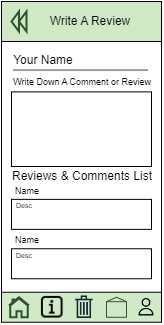 Write A Review
Your Name
Write Down A Comment or Review
Reviews & Comments List
Name
Desc
Name
Desc